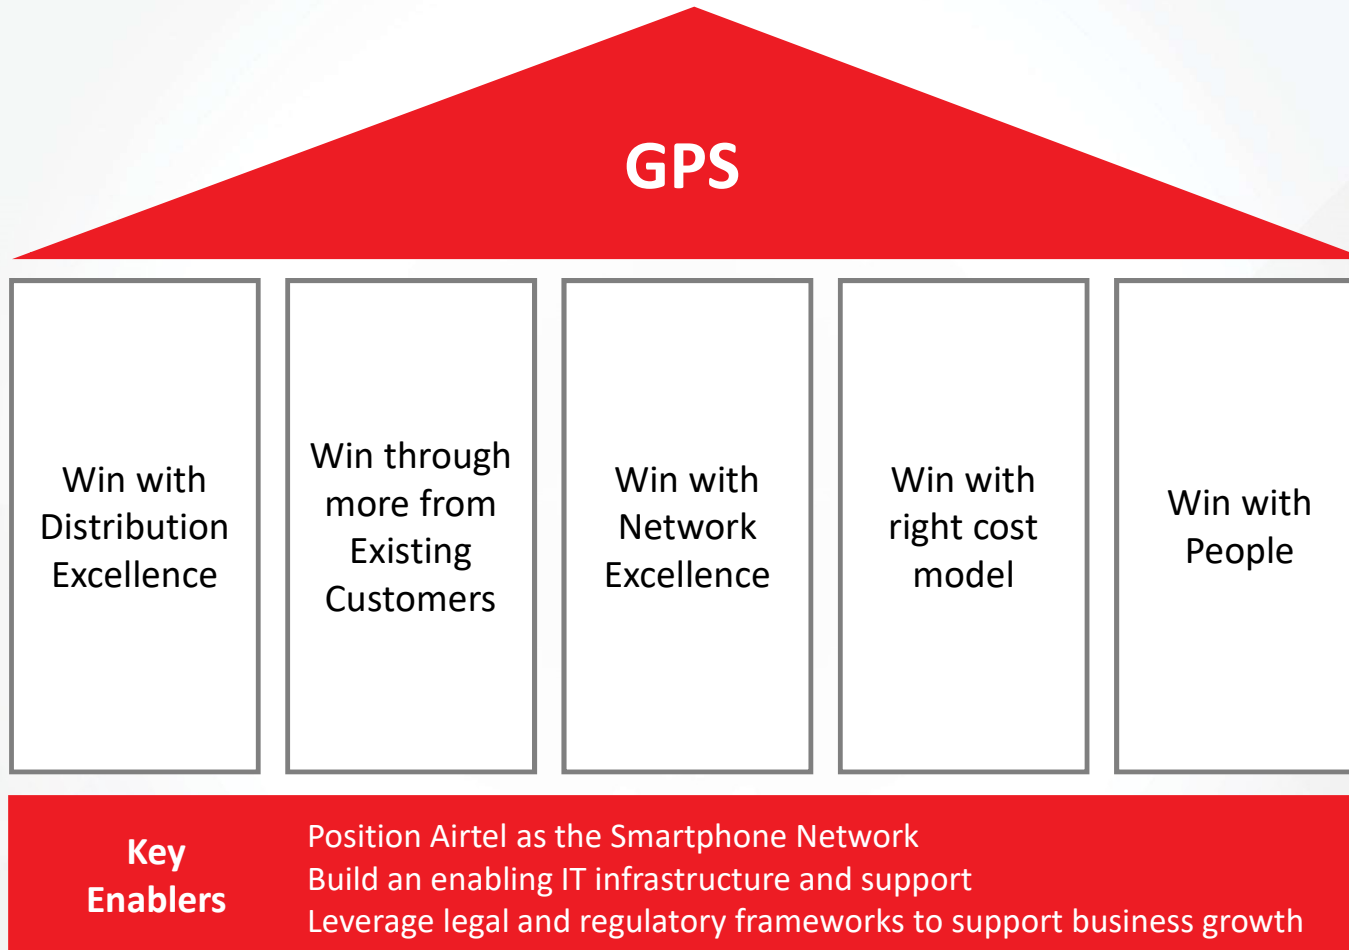 GPS
Win with
Distribution
Excellence
Win through
more from
Existing
Customers
Win with
Network
Excellence
Win with
right cost
model
Win with
People
Key
Enablers
Position Airtel as the Smartphone Network
Build an enabling IT infrastructure and support
Leverage legal and regulatory frameworks to support business growth